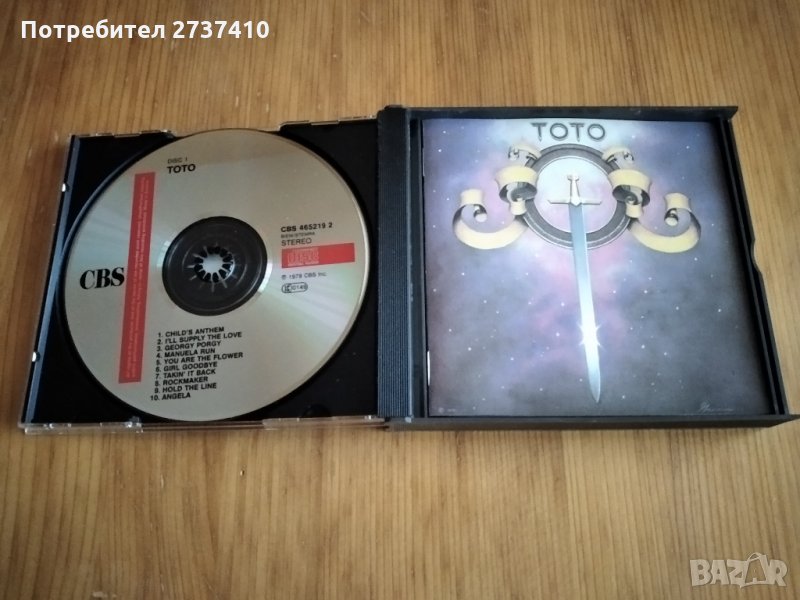 Потребител 2737410
DISC 1
TOTO
CBS 465219 2
STEREO
CBS
℗ 1978 CBS Inc.
1. CHILD'S ANTHEM
2. I'LL SUPPLY THE LOVE
3. GEORGY PORGY
4. MANUELA RUN
5. YOU ARE THE FLOWER
6. GIRL GOODBYE
7. TAKIN' IT BACK
8. ROCKMAKER
9. HOLD THE LINE
10. ANGELA
TOTO
BAZAR